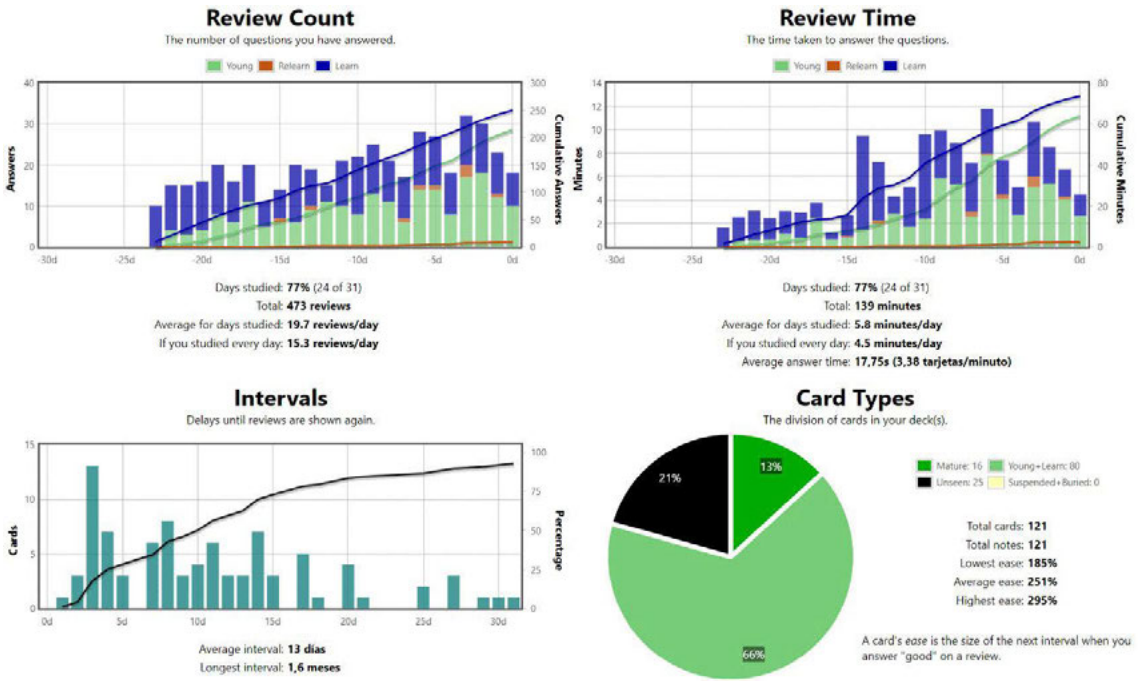 Review Count
The number of questions you have answered.
Young Relearn Learn
40
30
20
10
0
Answers
300
250
200
150
100
50
0
Cumulative Answers
-30d -25d -20d -15d -10d -5d 0d
Days studied: 77% (24 of 31)
Total: 473 reviews
Average for days studied: 19.7 reviews/day
If you studied every day: 15.3 reviews/day
Review Time
The time taken to answer the questions.
Young Relearn Learn
14
12
10
8
6
4
2
0
Minutes
80
60
40
20
0
Cumulative Minutes
-30d -25d -20d -15d -10d -5d 0d
Days studied: 77% (24 of 31)
Total: 139 minutes
Average for days studied: 5.8 minutes/day
If you studied every day: 4.5 minutes/day
Average answer time: 17,75s (3,38 tarjetas/minuto)
Intervals
Delays until reviews are shown again.
15
10
5
0
Cards
100
75
50
25
0
Percentage
0d 5d 10d 15d 20d 25d 30d
Average interval: 13 días
Longest interval: 1,6 meses
Card Types
The division of cards in your deck(s).
21%
13%
66%
Mature: 16 Young+Learn: 80
Unseen: 25 Suspended+Buried: 0
Total cards: 121
Total notes: 121
Lowest ease: 185%
Average ease: 251%
Highest ease: 295%
A card's ease is the size of the next interval when you
answer "good" on a review.